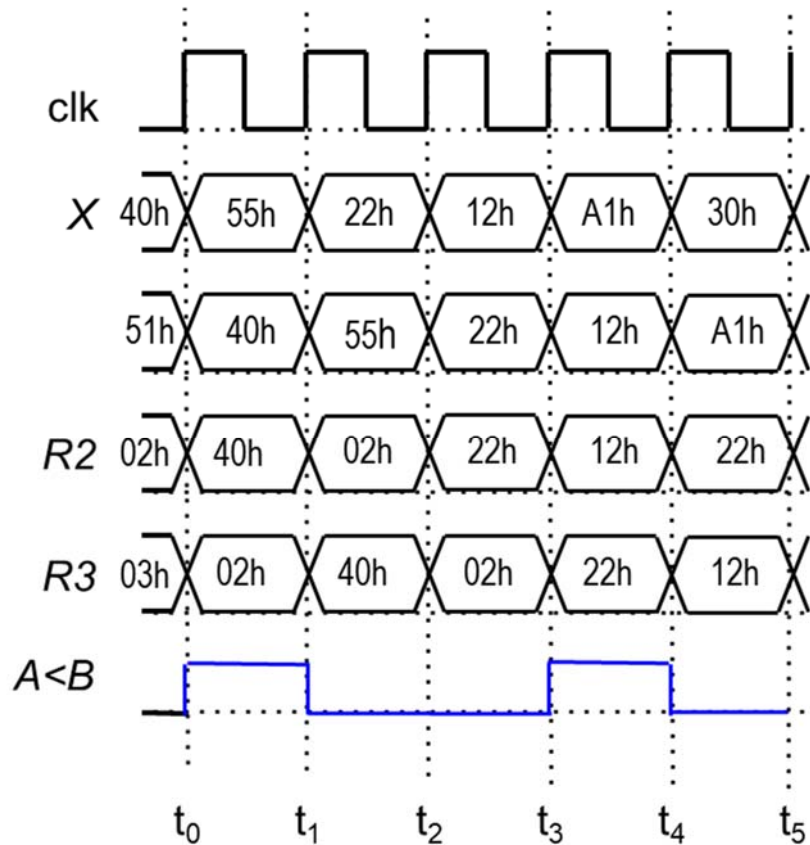 clk
X 40h 55h 22h 12h A1h 30h
51h 40h 55h 22h 12h A1h
R2 02h 40h 02h 22h 12h 22h
R3 03h 02h 40h 02h 22h 12h
A<B
t0 t1 t2 t3 t4 t5